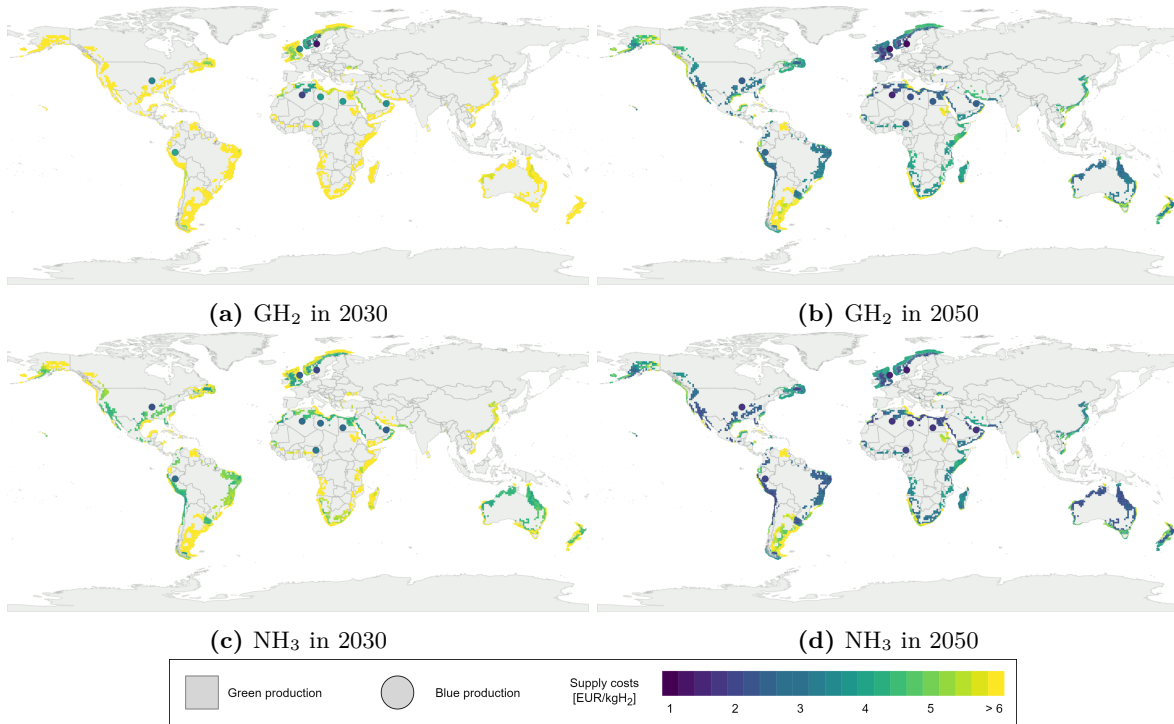 (a) GH₂ in 2030
(b) GH₂ in 2050
(c) NH₃ in 2030
(d) NH₃ in 2050
Green production
Blue production
Supply costs
[EUR/kgH₂]
1 2 3 4 5 > 6